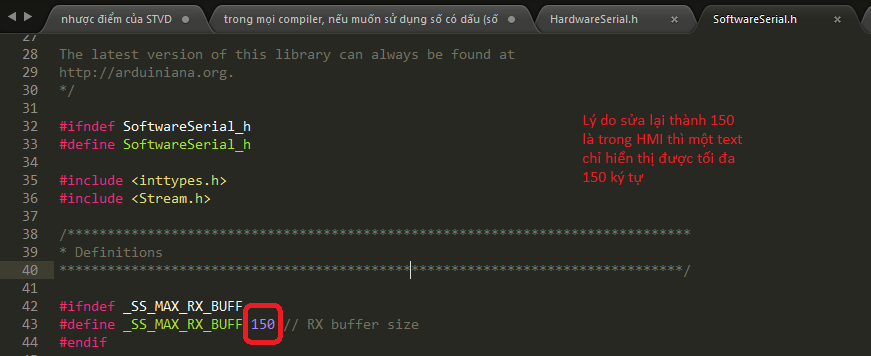 nhược điểm của STVD
trong mọi compiler, nếu muốn sử dụng số có dấu (số
HardwareSerial.h
SoftwareSerial.h
27
28 The latest version of this library can always be found at
29 http://arduiniana.org.
30 */
31
32 #ifndef SoftwareSerial_h
33 #define SoftwareSerial_h
34
35 #include <inttypes.h>
36 #include <Stream.h>
37
38 /******************************************************************************
39 * Definitions
40 ******************************************************************************/
41
42 #ifndef _SS_MAX_RX_BUFF
43 #define _SS_MAX_RX_BUFF 150 // RX buffer size
44 #endif
Lý do sửa lại thành 150
là trong HMI thì một text
chỉ hiển thị được tối đa
150 ký tự